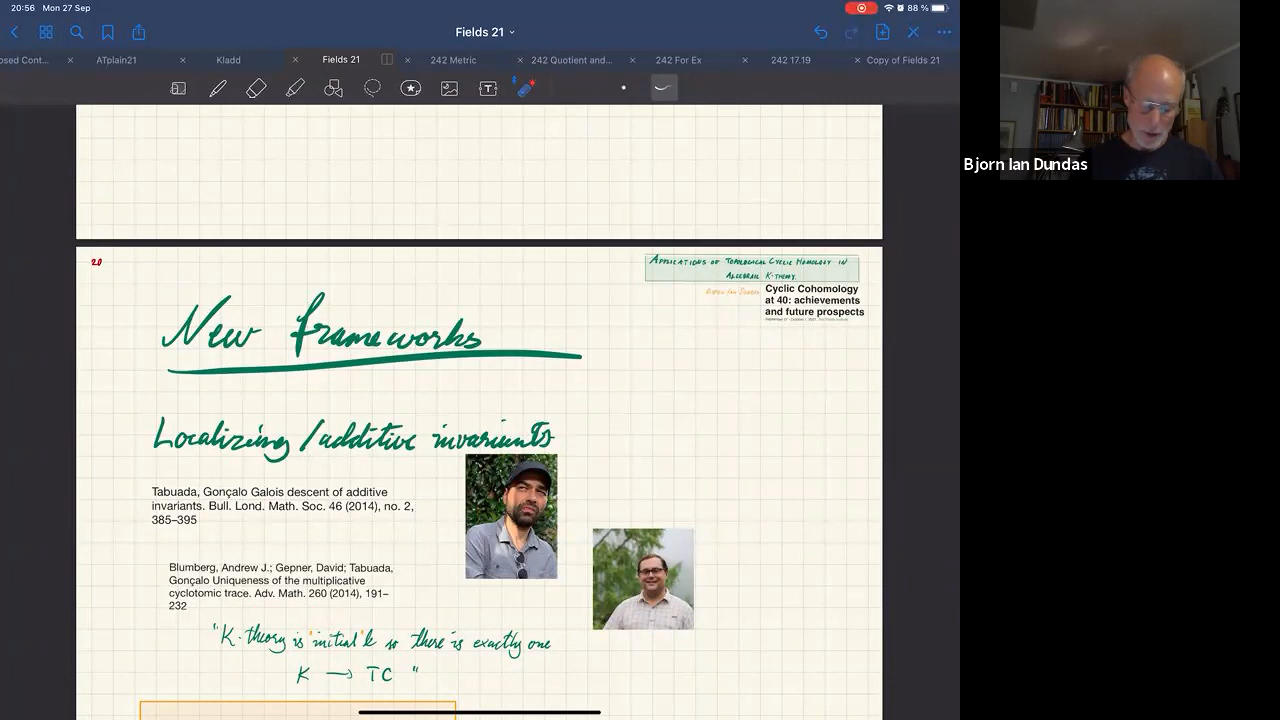 20:56 Mon 27 Sep
88 %
Fields 21
osed Cont...
ATplain21
Kladd
Fields 21
242 Metric
242 Quotient and...
242 For Ex
242 17.19
Copy of Fields 21
Bjorn Ian Dundas
20
APPLICATIONS OF TOPOLOGICAL CYCLIC HOMOLOGY IN
ALGEBRAIC K-THEORY
Cyclic Cohomology
at 40: achievements
and future prospects
New frameworks
Localizing/additive invariants
Tabuada, Gonçalo Galois descent of additive
invariants. Bull. Lond. Math. Soc. 46 (2014), no. 2,
385–395
Blumberg, Andrew J.; Gepner, David; Tabuada,
Gonçalo Uniqueness of the multiplicative
cyclotomic trace. Adv. Math. 260 (2014), 191–
232
"K-theory is 'initial' & so there is exactly one
K → TC "